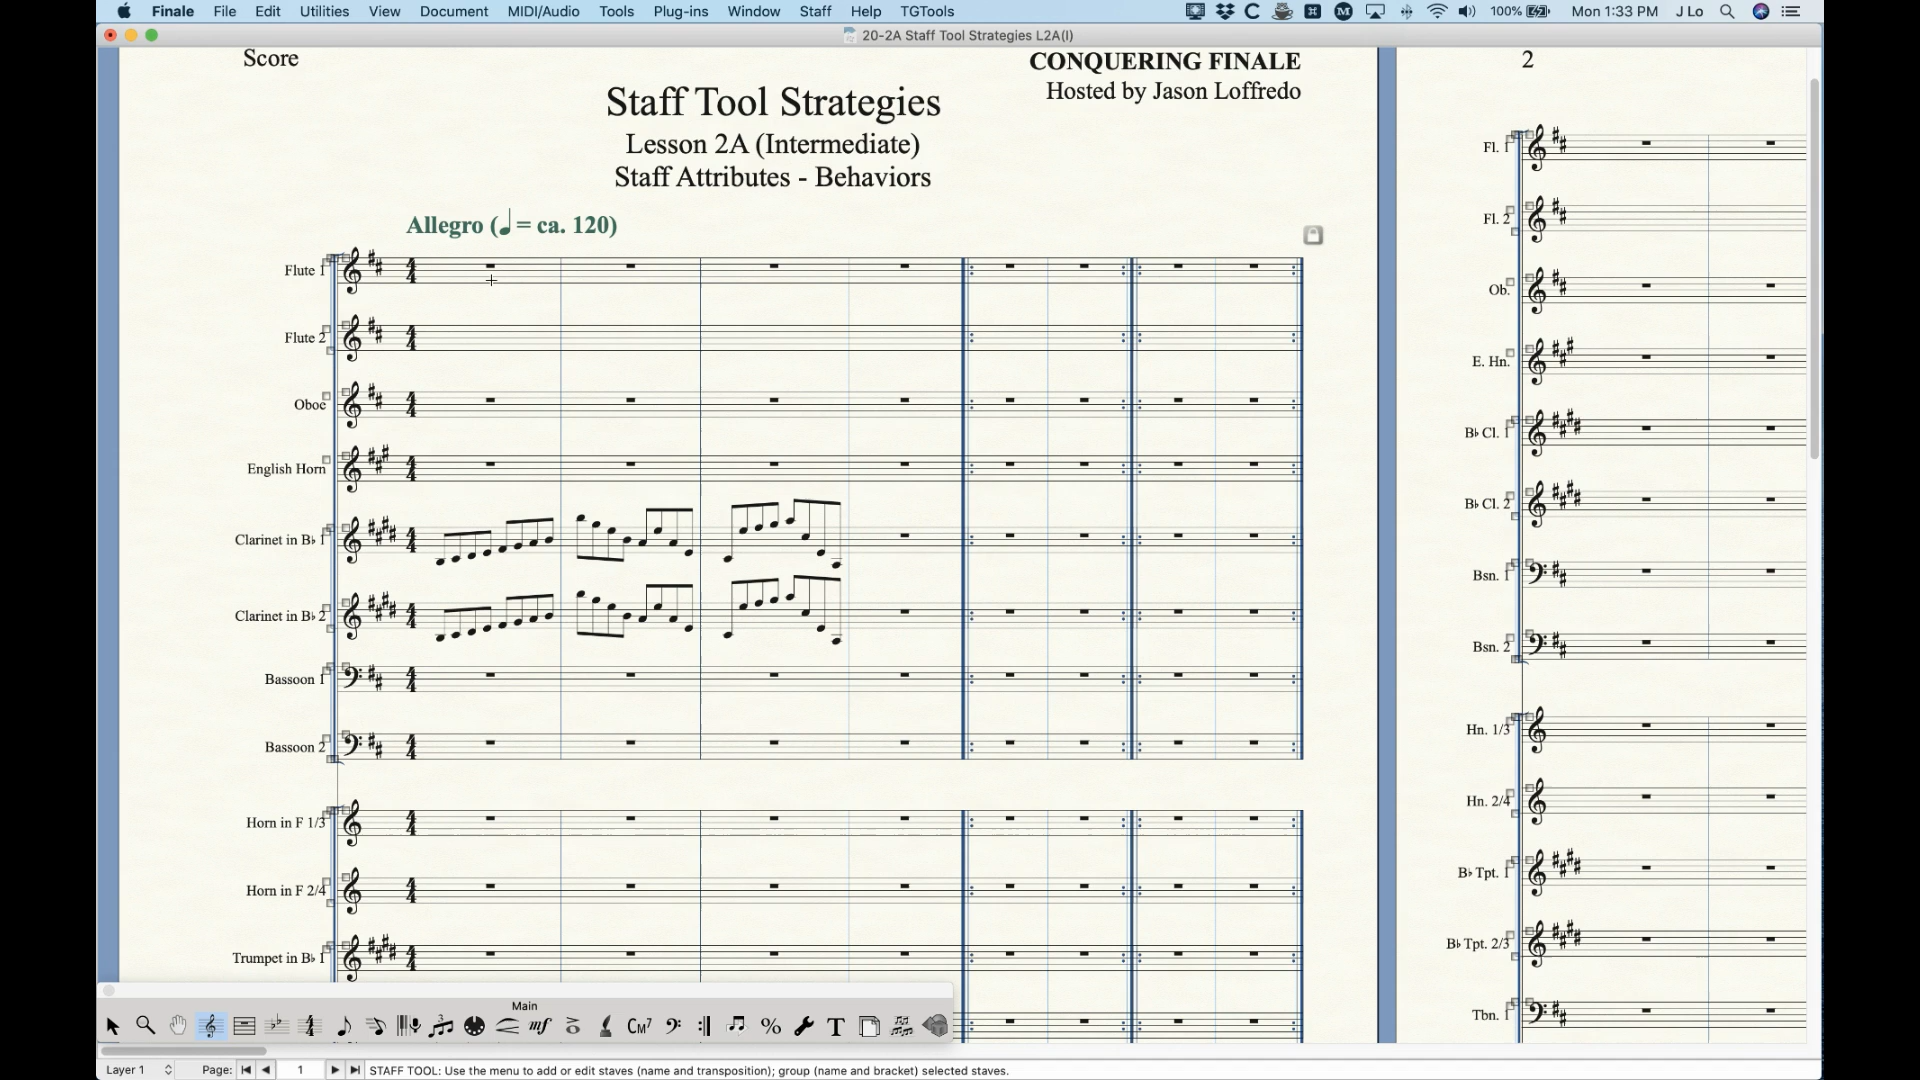 Finale File Edit Utilities View Document MIDI/Audio Tools Plug-ins Window Staff Help TGTools 100% Mon 1:33 PM J Lo
20-2A Staff Tool Strategies L2A(I)
Score
CONQUERING FINALE
Hosted by Jason Loffredo
Staff Tool Strategies
Lesson 2A (Intermediate)
Staff Attributes - Behaviors
Allegro (♩ = ca. 120)
Flute 1
Flute 2
Oboe
English Horn
Clarinet in B♭ 1
Clarinet in B♭ 2
Bassoon 1
Bassoon 2
Horn in F 1/3
Horn in F 2/4
Trumpet in B♭ 1
2
Fl. 1
Fl. 2
Ob.
E. Hn.
B♭ Cl. 1
B♭ Cl. 2
Bsn. 1
Bsn. 2
Hn. 1/3
Hn. 2/4
B♭ Tpt. 1
B♭ Tpt. 2/3
Tbn. 1
Main
mf CM7 % T
Layer 1 Page: 1 STAFF TOOL: Use the menu to add or edit staves (name and transposition); group (name and bracket) selected staves.